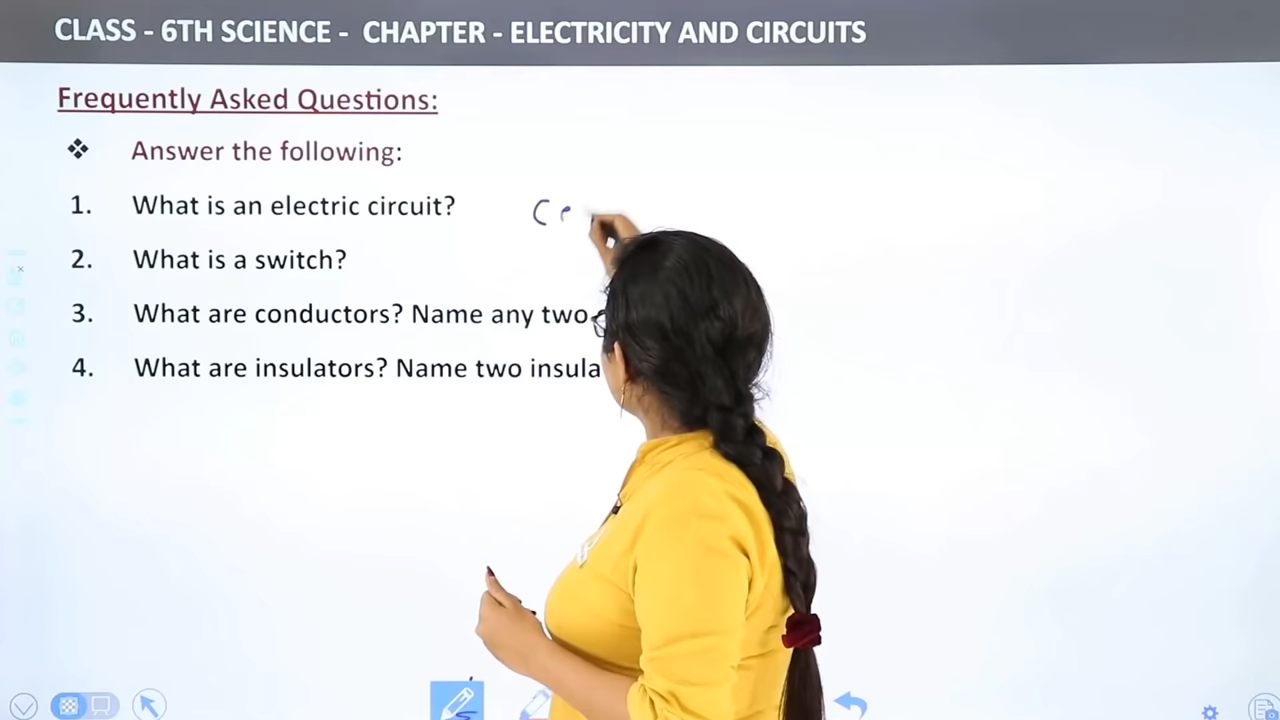 CLASS - 6TH SCIENCE - CHAPTER - ELECTRICITY AND CIRCUITS
Frequently Asked Questions:
❖ Answer the following:
1. What is an electric circuit?
2. What is a switch?
3. What are conductors? Name any two
4. What are insulators? Name two insula